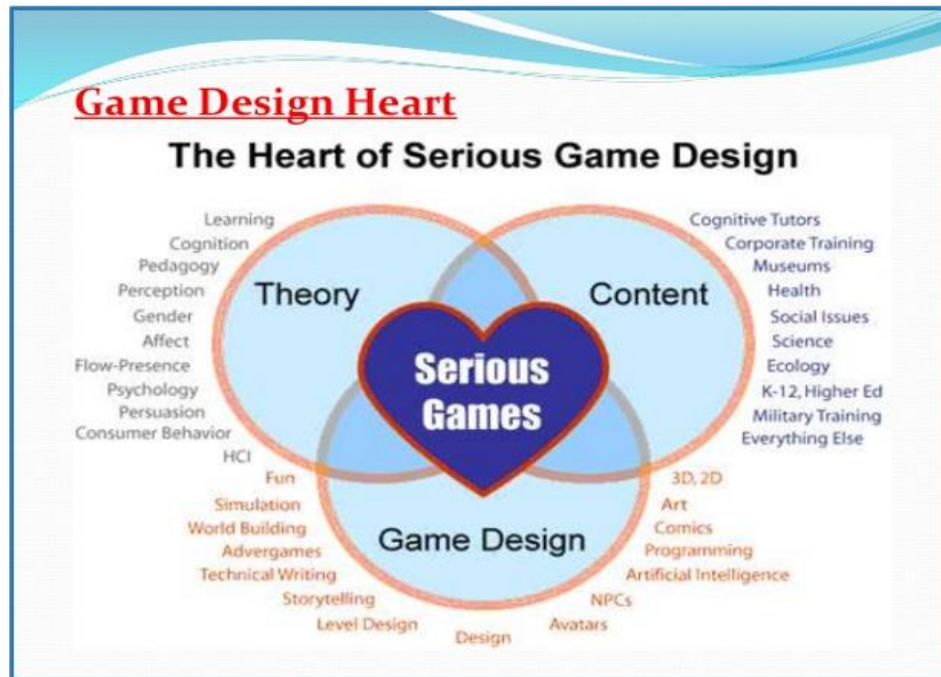 Game Design Heart
The Heart of Serious Game Design
Learning
Cognition
Pedagogy
Perception
Gender
Affect
Flow-Presence
Psychology
Persuasion
Consumer Behavior
HCI
Theory
Content
Serious
Games
Cognitive Tutors
Corporate Training
Museums
Health
Social Issues
Science
Ecology
K-12, Higher Ed
Military Training
Everything Else
Game Design
Fun
Simulation
World Building
Advergames
Technical Writing
Storytelling
Level Design
Design
Avatars
NPCs
Artificial Intelligence
Programming
Comics
Art
3D, 2D